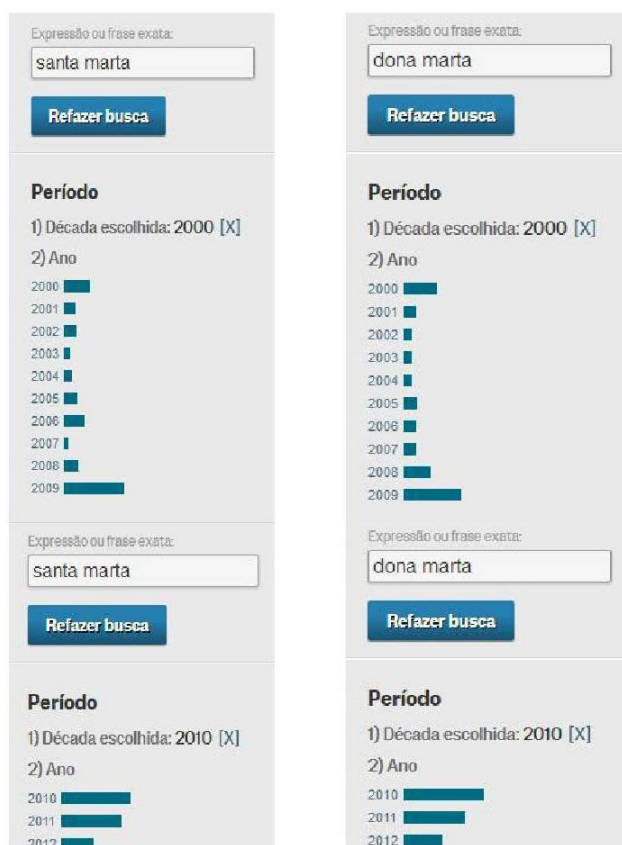 Expressão ou frase exata:
santa marta
Refazer busca
Período
1) Década escolhida: 2000 [X]
2) Ano
2000
2001
2002
2003
2004
2005
2006
2007
2008
2009
Expressão ou frase exata:
santa marta
Refazer busca
Período
1) Década escolhida: 2010 [X]
2) Ano
2010
2011
2012
Expressão ou frase exata:
dona marta
Refazer busca
Período
1) Década escolhida: 2000 [X]
2) Ano
2000
2001
2002
2003
2004
2005
2006
2007
2008
2009
Expressão ou frase exata:
dona marta
Refazer busca
Período
1) Década escolhida: 2010 [X]
2) Ano
2010
2011
2012